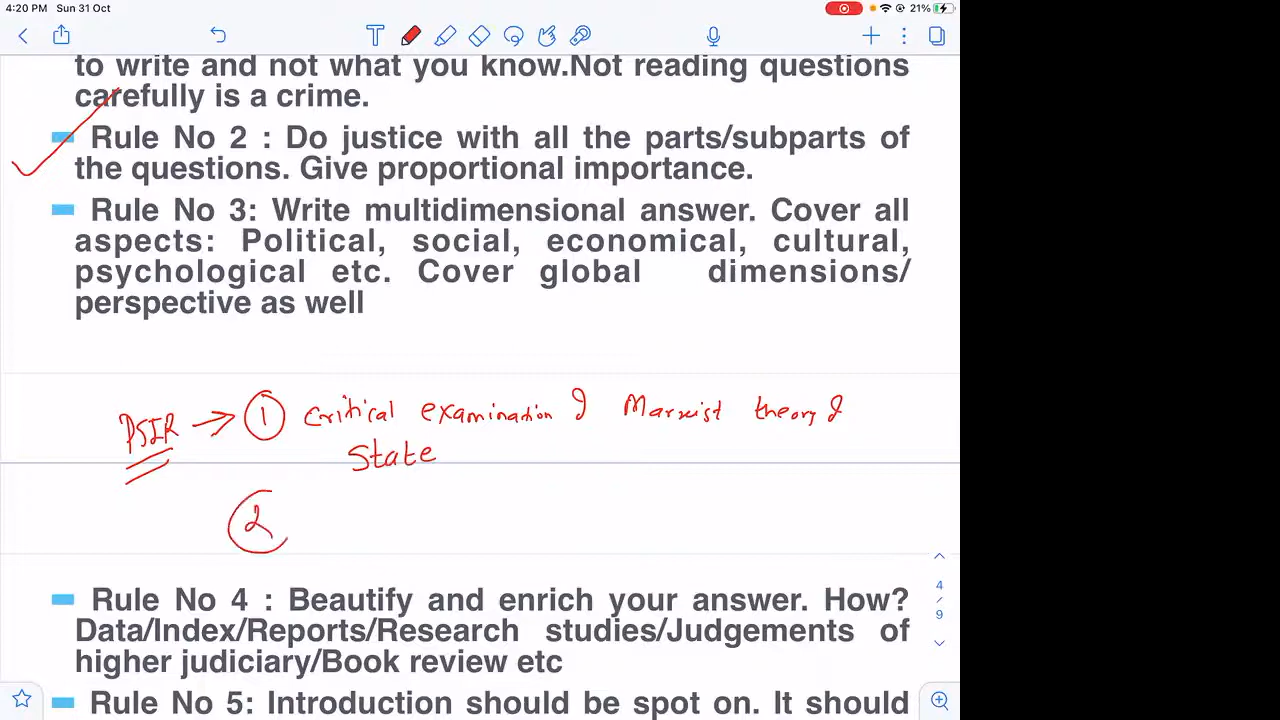 4:20 PM Sun 31 Oct
21%
to write and not what you know.Not reading questions
carefully is a crime.
Rule No 2 : Do justice with all the parts/subparts of
the questions. Give proportional importance.
Rule No 3: Write multidimensional answer. Cover all
aspects: Political, social, economical, cultural,
psychological etc. Cover global dimensions/
perspective as well
PSIR → 1 Critical examination of Marxist theory of
State
2
4
/
9
Rule No 4 : Beautify and enrich your answer. How?
Data/Index/Reports/Research studies/Judgements of
higher judiciary/Book review etc
Rule No 5: Introduction should be spot on. It should